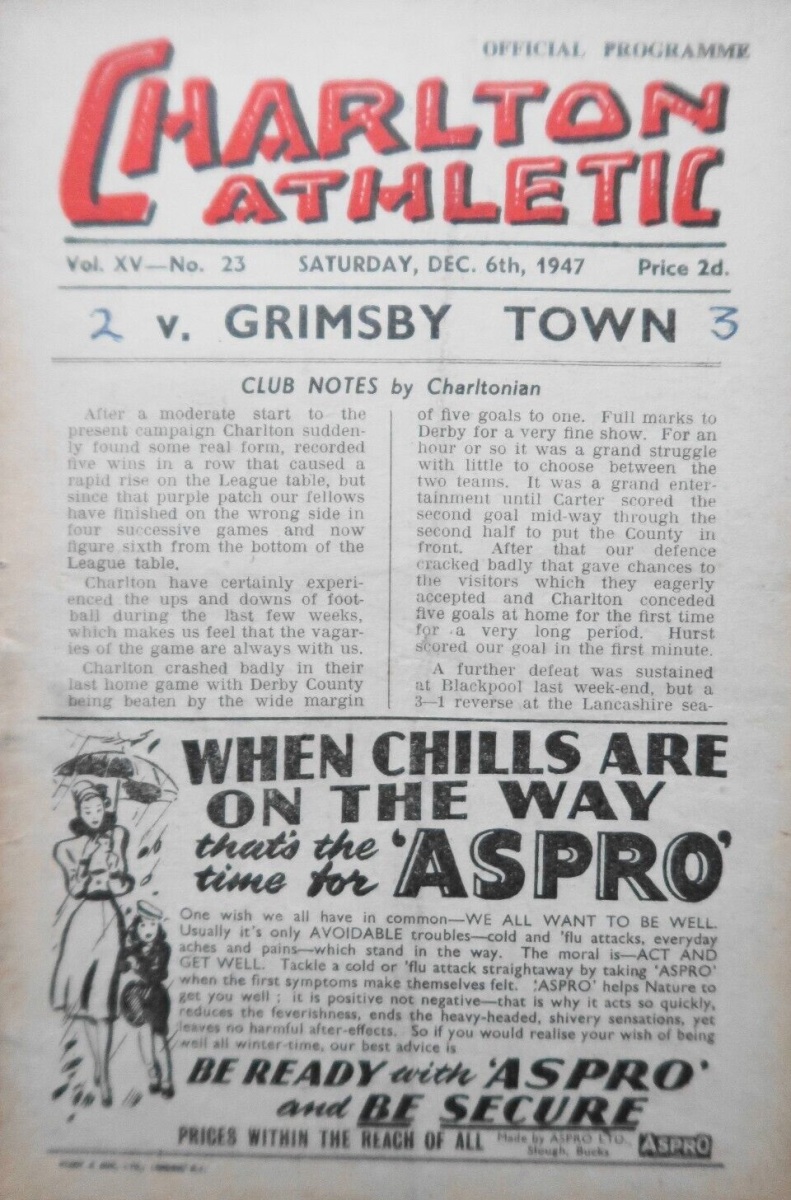 OFFICIAL PROGRAMME
CHARLTON
ATHLETIC
Vol. XV—No. 23 SATURDAY, DEC. 6th, 1947 Price 2d.
2 v. GRIMSBY TOWN 3
CLUB NOTES by Charltonian
After a moderate start to the
present campaign Charlton sudden-
ly found some real form, recorded
five wins in a row that caused a
rapid rise on the League table, but
since that purple patch our fellows
have finished on the wrong side in
four successive games and now
figure sixth from the bottom of the
League table.
Charlton have certainly experi-
enced the ups and downs of foot-
ball during the last few weeks,
which makes us feel that the vagar-
ies of the game are always with us.
Charlton crashed badly in their
last home game with Derby County
being beaten by the wide margin
of five goals to one. Full marks to
Derby for a very fine show. For an
hour or so it was a grand struggle
with little to choose between the
two teams. It was a grand enter-
tainment until Carter scored the
second goal mid-way through the
second half to put the County in
front. After that our defence
cracked badly that gave chances to
the visitors which they eagerly
accepted and Charlton conceded
five goals at home for the first time
for a very long period. Hurst
scored our goal in the first minute.
A further defeat was sustained
at Blackpool last week-end, but a
3—1 reverse at the Lancashire sea-
WHEN CHILLS ARE
ON THE WAY
that's the
time for 'ASPRO'
One wish we all have in common—WE ALL WANT TO BE WELL.
Usually it's only AVOIDABLE troubles—cold and 'flu attacks, everyday
aches and pains—which stand in the way. The moral is—ACT AND
GET WELL. Tackle a cold or 'flu attack straightaway by taking 'ASPRO'
when the first symptoms make themselves felt. 'ASPRO' helps Nature to
get you well; it is positive not negative—that is why it acts so quickly,
reduces the feverishness, ends the heavy-headed, shivery sensations, yet
leaves no harmful after-effects. So if you would realise your wish of being
well all winter-time, our best advice is
BE READY with 'ASPRO'
and BE SECURE
PRICES WITHIN THE REACH OF ALL Made by ASPRO LTD., Slough, Bucks ASPRO